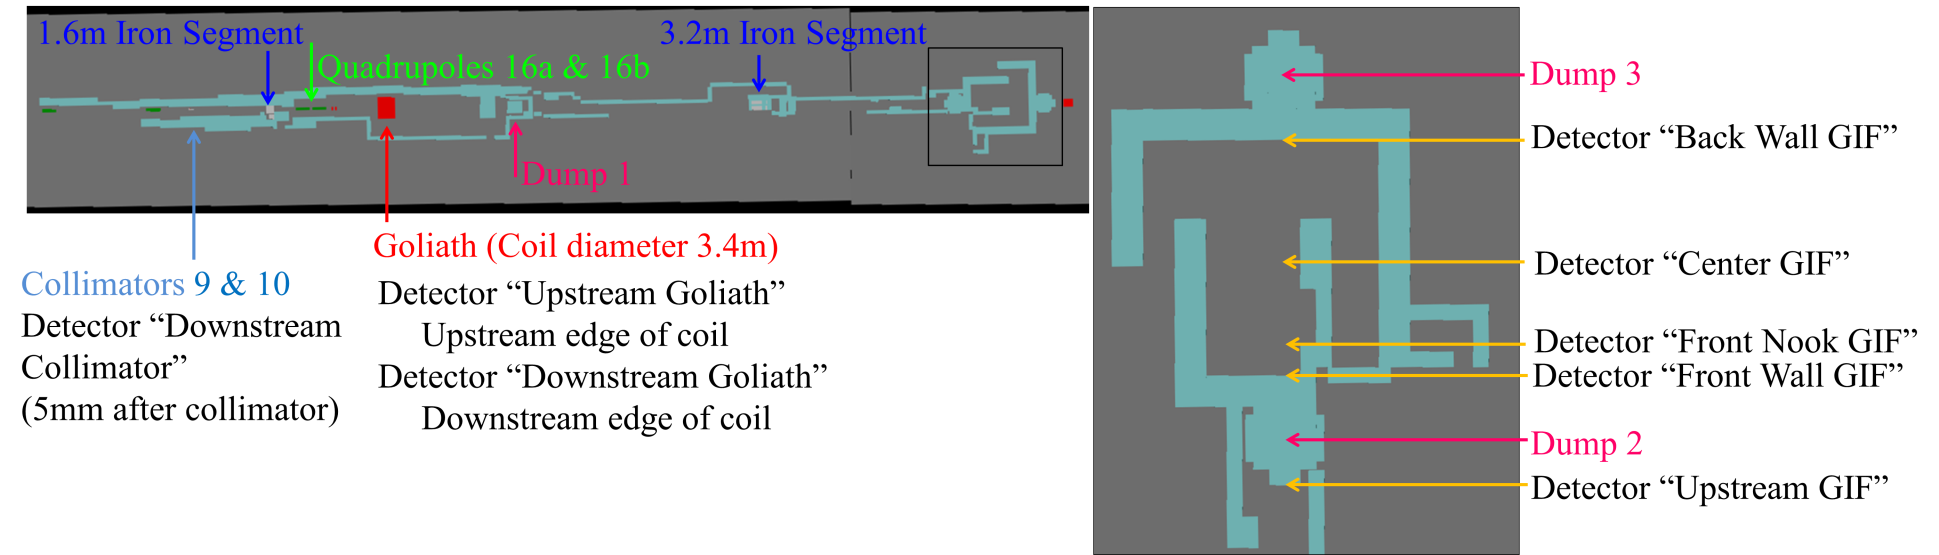 1.6m Iron Segment
3.2m Iron Segment
Quadrupoles 16a & 16b
Dump 1
Goliath (Coil diameter 3.4m)
Detector “Upstream Goliath”
Upstream edge of coil
Detector “Downstream Goliath”
Downstream edge of coil
Collimators 9 & 10
Detector “Downstream
Collimator”
(5mm after collimator)
Dump 3
Detector “Back Wall GIF”
Detector “Center GIF”
Detector “Front Nook GIF”
Detector “Front Wall GIF”
Dump 2
Detector “Upstream GIF”